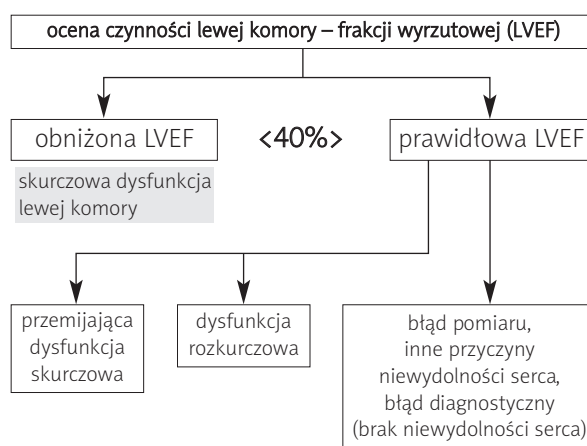 ocena czynności lewej komory – frakcji wyrzutowej (LVEF)
obniżona LVEF
<40%>
prawidłowa LVEF
skurczowa dysfunkcja
lewej komory
przemijająca
dysfunkcja
skurczowa
dysfunkcja
rozkurczowa
błąd pomiaru,
inne przyczyny
niewydolności serca,
błąd diagnostyczny
(brak niewydolności serca)